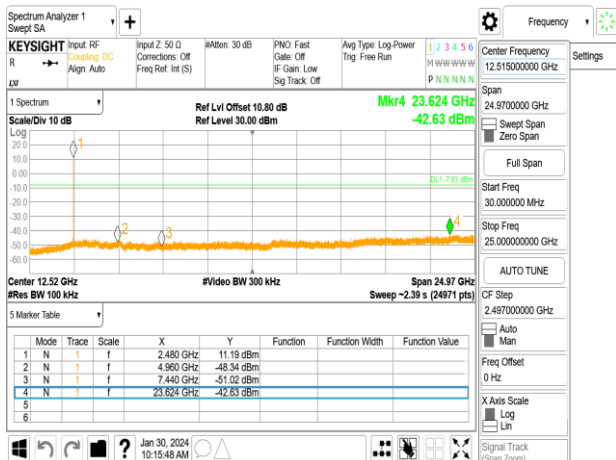 Spectrum Analyzer 1
Swept SA
+
Frequency
KEYSIGHT
R
LXI
Input: RF
Coupling: DC
Align: Auto
Input Z: 50 Ω
Corrections: Off
Freq Ref: Int (S)
#Atten: 30 dB
PNO: Fast
Gate: Off
IF Gain: Low
Sig Track: Off
Avg Type: Log-Power
Trig: Free Run
1 2 3 4 5 6
M W W W W W
P N N N N N
1 Spectrum
Scale/Div 10 dB
Ref Lvl Offset 10.80 dB
Ref Level 30.00 dBm
Mkr4 23.624 GHz
-42.63 dBm
Log
20.0
10.0
0.00
-10.0
-20.0
-30.0
-40.0
-50.0
-60.0
1
2
3
4
DL1 -7.93 dBm
Center 12.52 GHz
#Res BW 100 kHz
#Video BW 300 kHz
Span 24.97 GHz
Sweep ~2.39 s (24971 pts)
5 Marker Table
Mode Trace Scale X Y Function Function Width Function Value
1 N 1 f 2.480 GHz 11.19 dBm
2 N 1 f 4.960 GHz -48.34 dBm
3 N 1 f 7.440 GHz -51.02 dBm
4 N 1 f 23.624 GHz -42.63 dBm
5
6
?
Jan 30, 2024
10:15:48 AM
Center Frequency
12.515000000 GHz
Settings
Span
24.9700000 GHz
Swept Span
Zero Span
Full Span
Start Freq
30.000000 MHz
Stop Freq
25.000000000 GHz
AUTO TUNE
CF Step
2.497000000 GHz
Auto
Man
Freq Offset
0 Hz
X Axis Scale
Log
Lin
Signal Track
(Span Zoom)